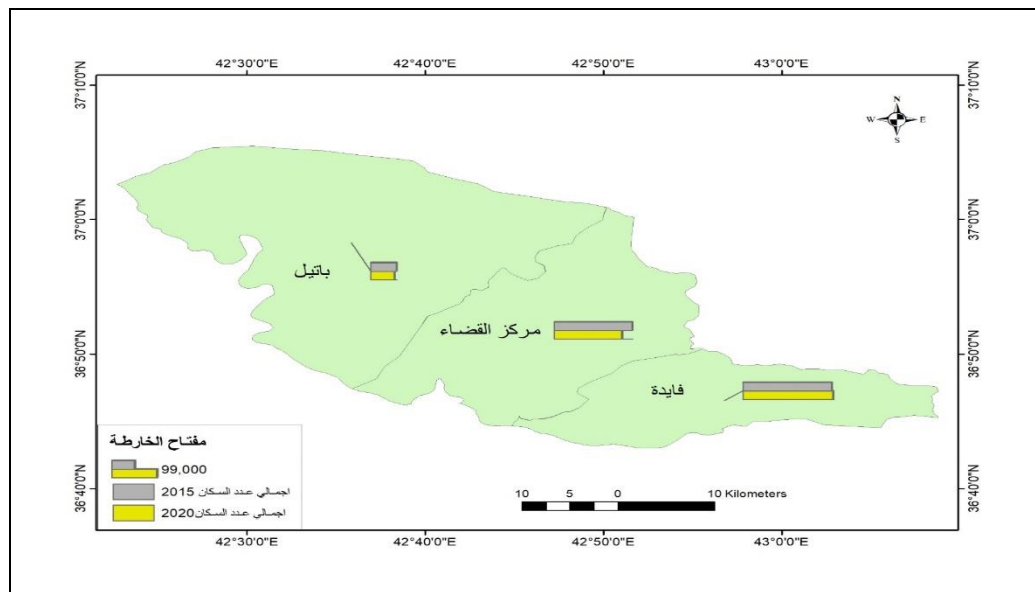 42°30'0"E 42°40'0"E 42°50'0"E 43°0'0"E
37°10'0"N 37°10'0"N
N
W E
S
37°0'0"N 37°0'0"N
باتيل
مركز القضاء
36°50'0"N 36°50'0"N
فايدة
مفتاح الخارطة
99,000
اجمالي عدد السكان 2015
اجمالي عدد السكان2020
10 5 0 10 Kilometers
36°40'0"N 36°40'0"N
42°30'0"E 42°40'0"E 42°50'0"E 43°0'0"E